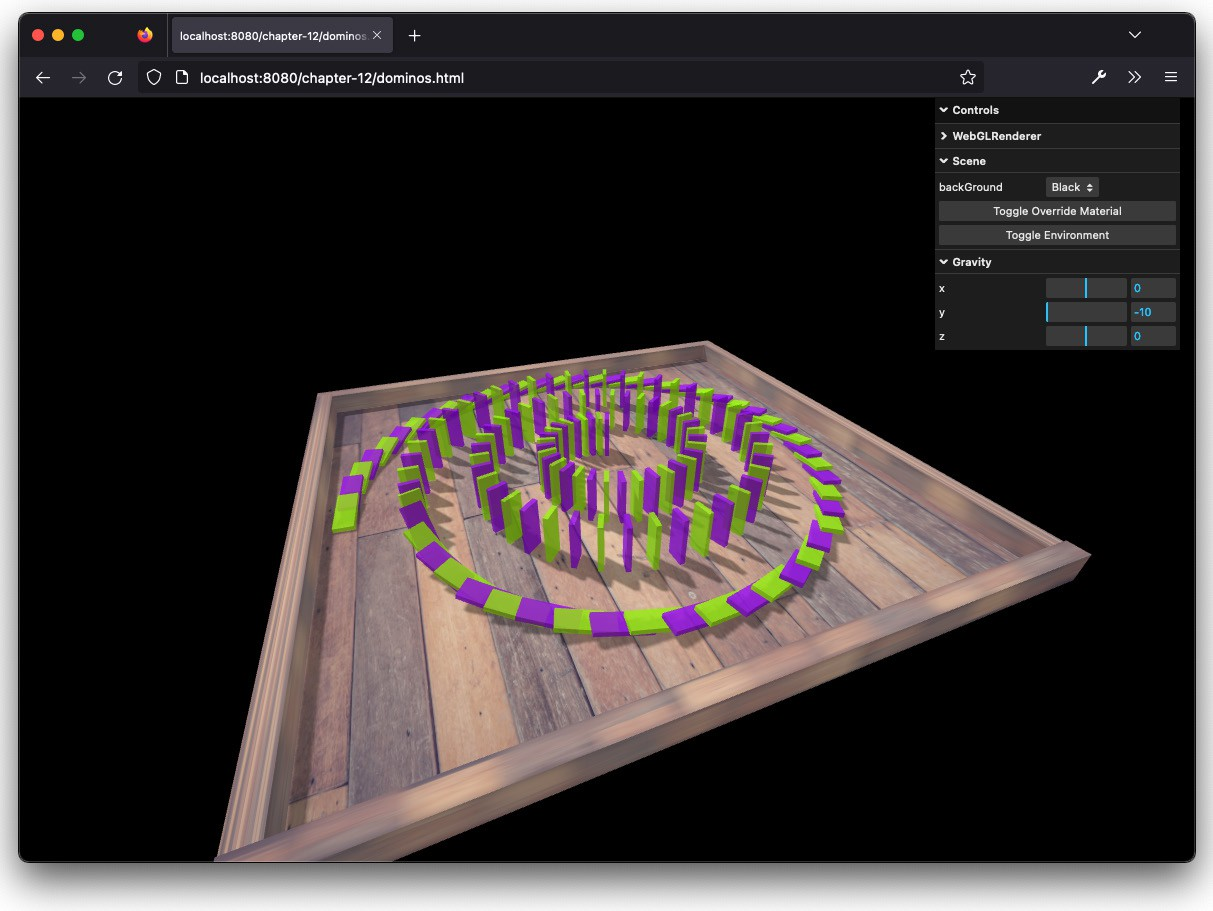 localhost:8080/chapter-12/dominos
localhost:8080/chapter-12/dominos.html
Controls
WebGLRenderer
Scene
backGround Black
Toggle Override Material
Toggle Environment
Gravity
x 0
y -10
z 0